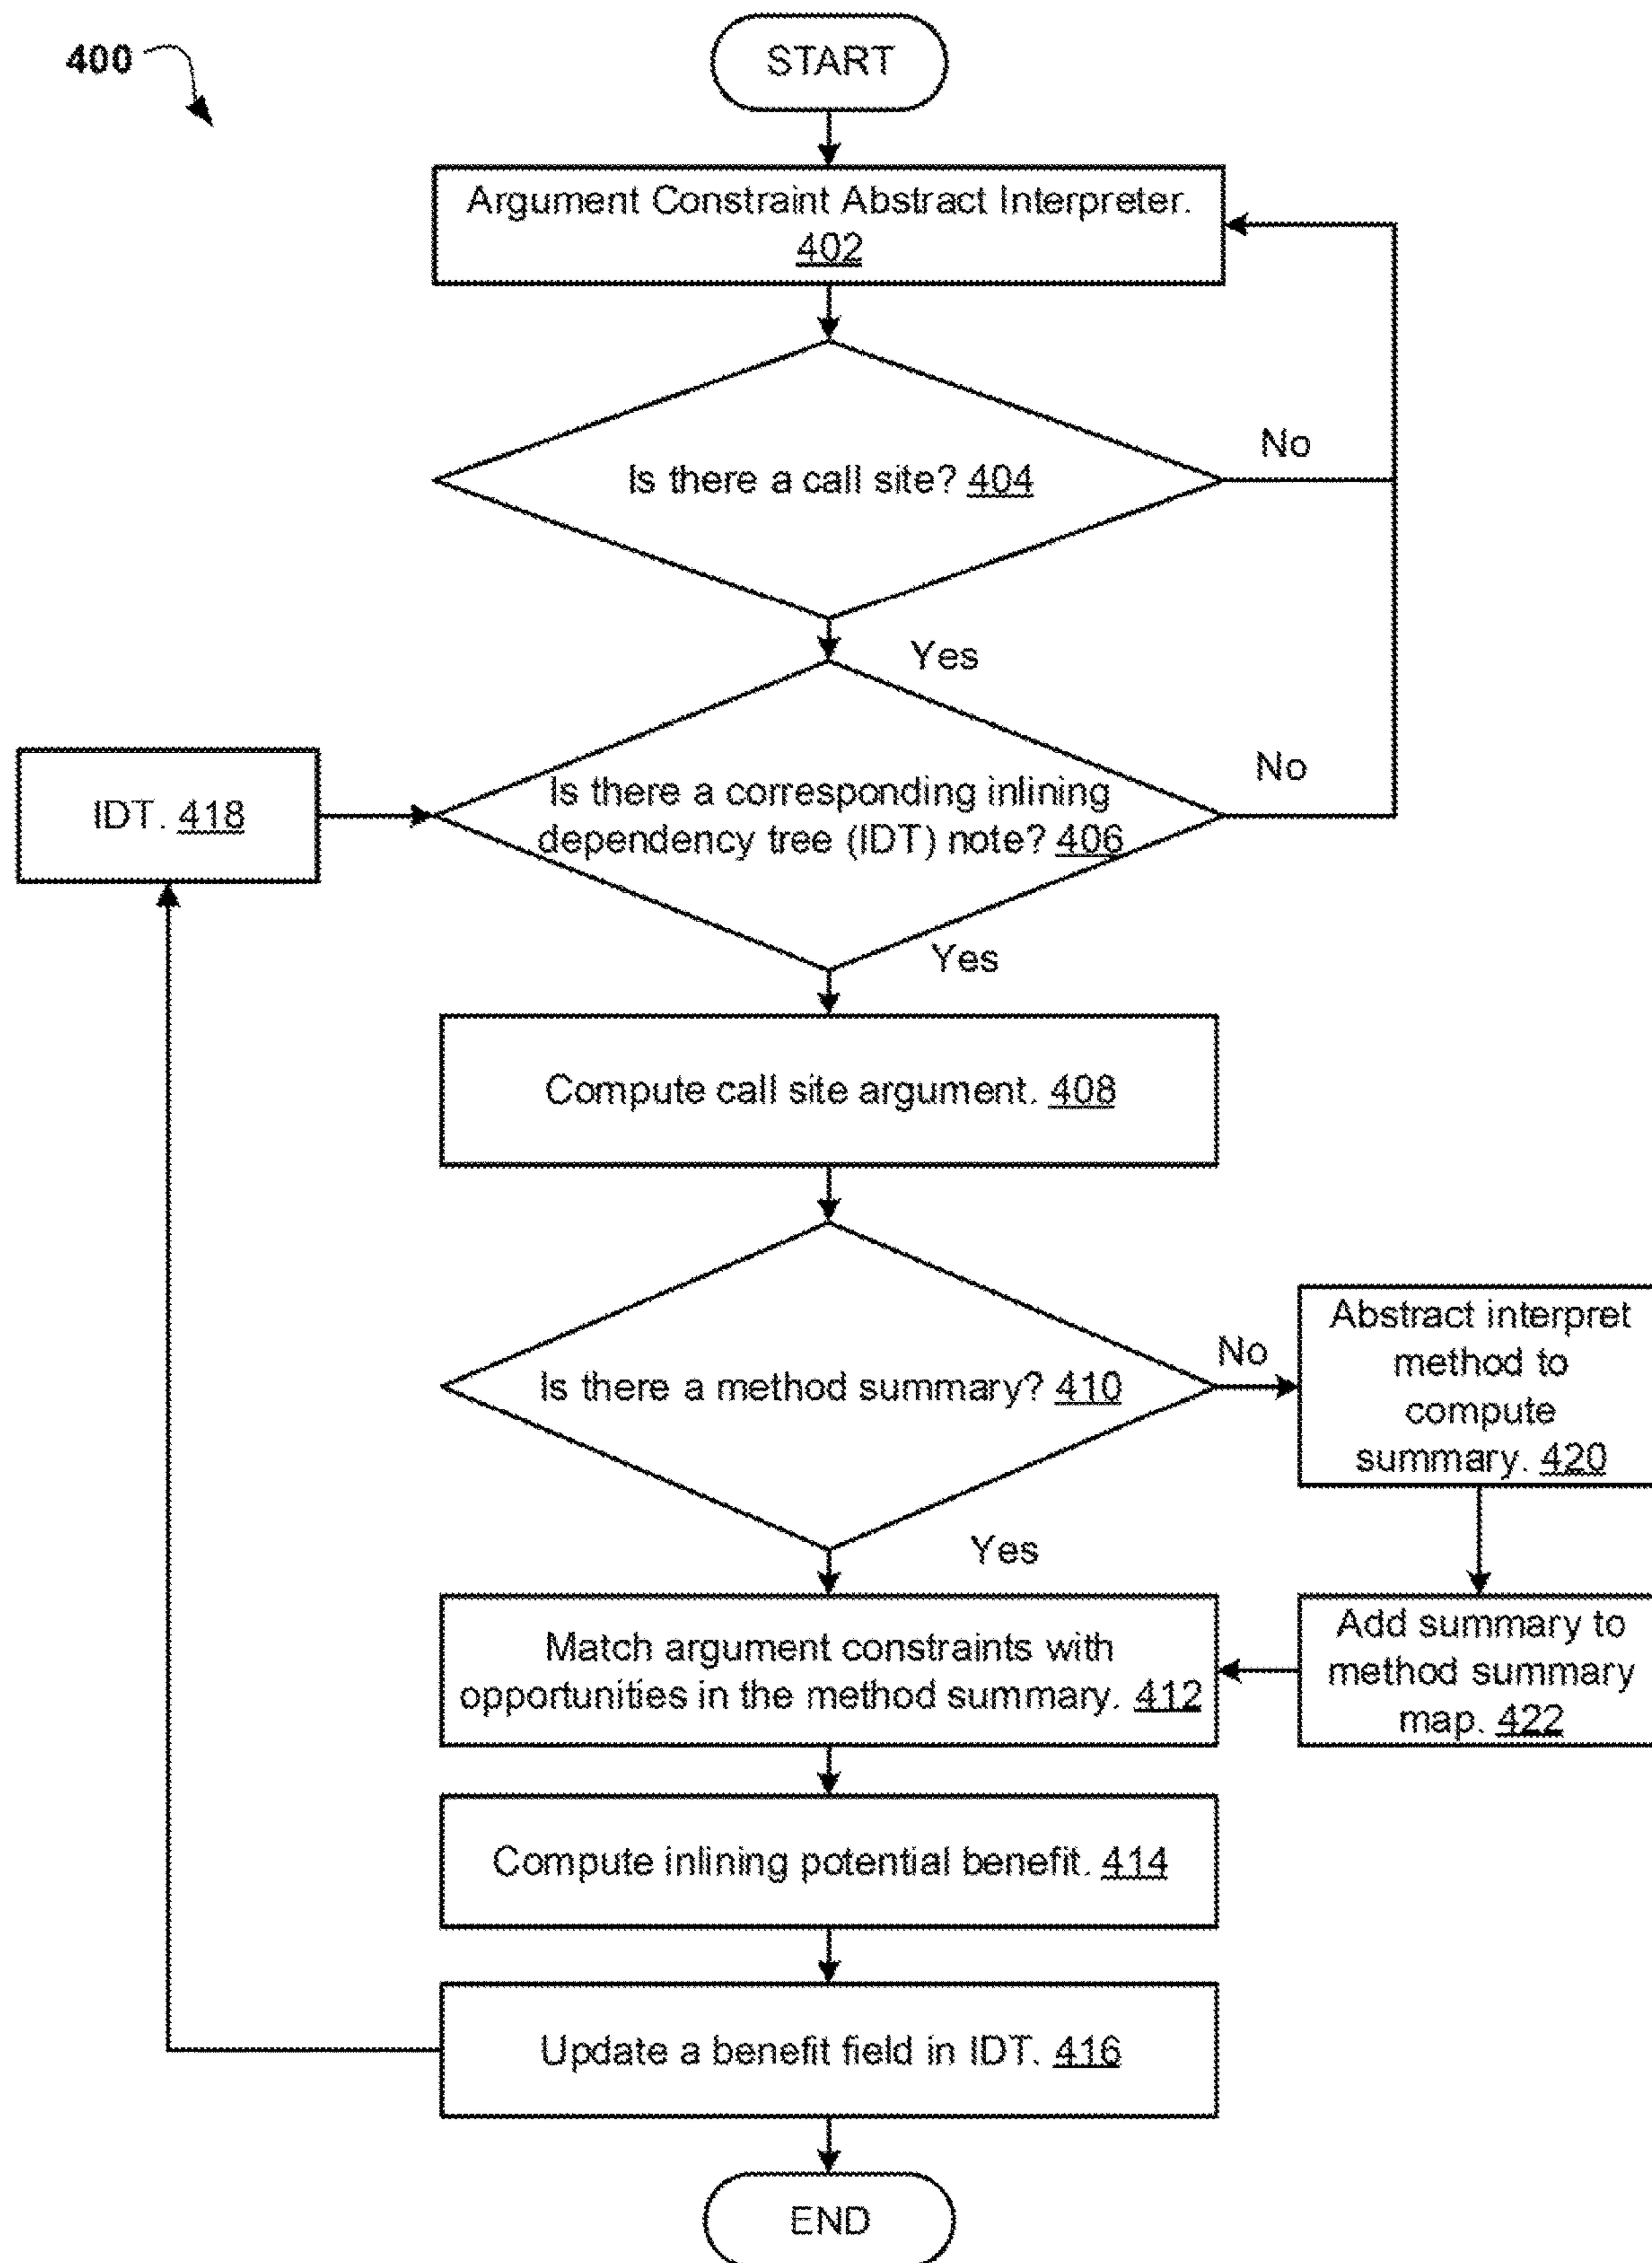 400
START
Argument Constraint Abstract Interpreter.
402
No
Is there a call site? 404
Yes
No
Is there a corresponding inlining
dependency tree (IDT) note? 406
IDT. 418
Yes
Compute call site argument. 408
Is there a method summary? 410
No
Abstract interpret
method to
compute
summary. 420
Yes
Match argument constraints with
opportunities in the method summary. 412
Add summary to
method summary
map. 422
Compute inlining potential benefit. 414
Update a benefit field in IDT. 416
END